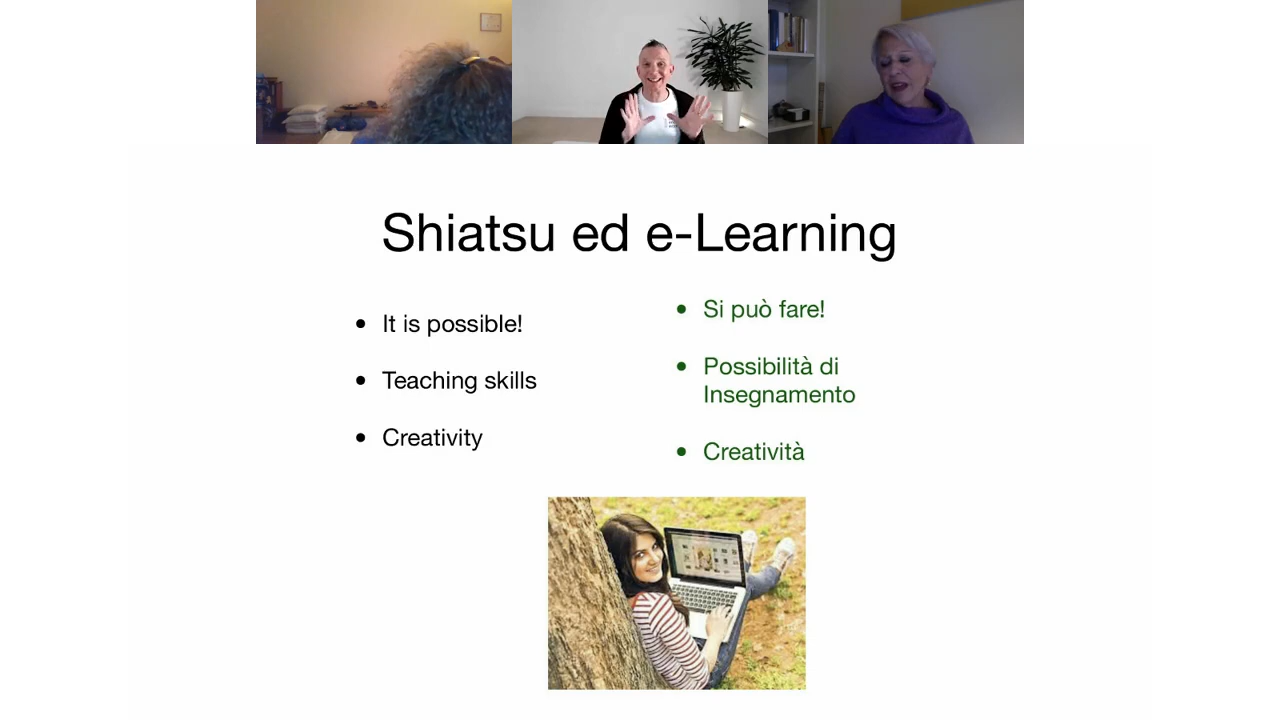 Shiatsu ed e-Learning
It is possible!
Teaching skills
Creativity
Si può fare!
Possibilità di
Insegnamento
Creatività